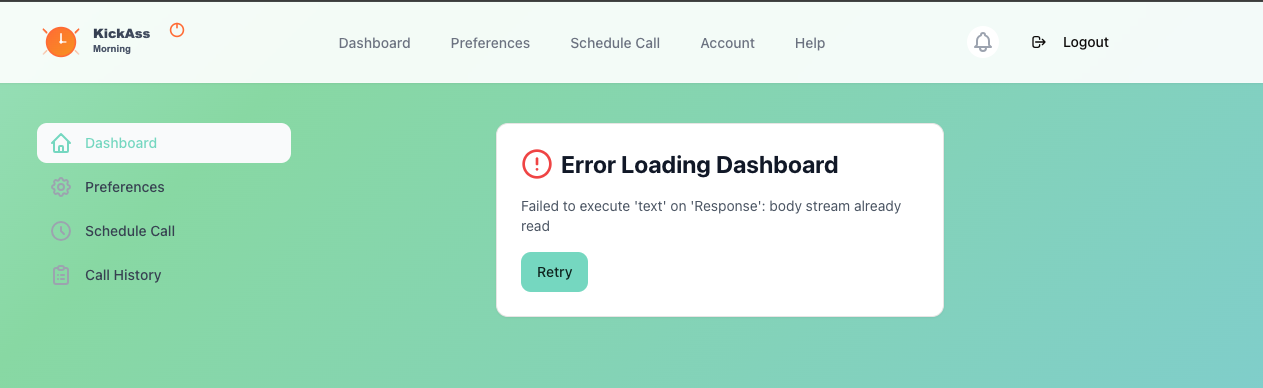 KickAss
Morning
Dashboard
Preferences
Schedule Call
Account
Help
Logout
Dashboard
Preferences
Schedule Call
Call History
Error Loading Dashboard
Failed to execute 'text' on 'Response': body stream already
read
Retry